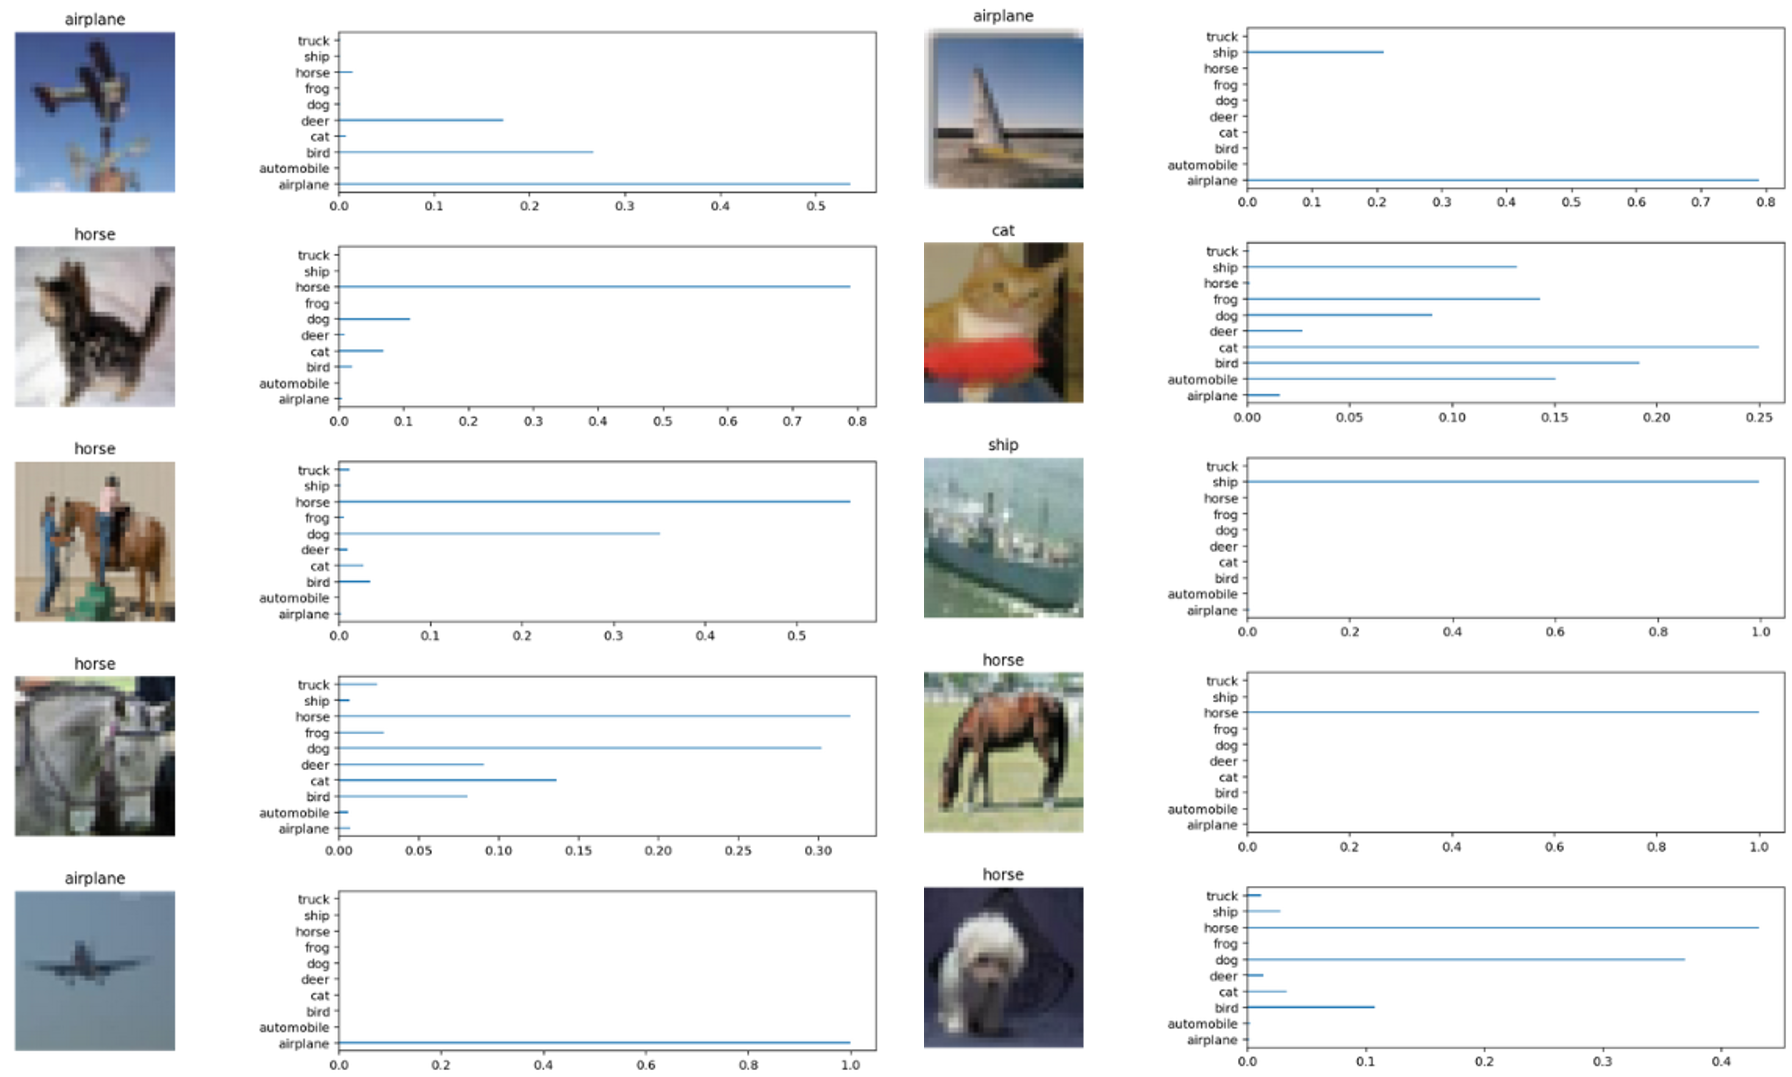 airplane
truck
ship
horse
frog
dog
deer
cat
bird
automobile
airplane
0.0 0.1 0.2 0.3 0.4 0.5
airplane
truck
ship
horse
frog
dog
deer
cat
bird
automobile
airplane
0.0 0.1 0.2 0.3 0.4 0.5 0.6 0.7 0.8
horse
truck
ship
horse
frog
dog
deer
cat
bird
automobile
airplane
0.0 0.1 0.2 0.3 0.4 0.5 0.6 0.7 0.8
cat
truck
ship
horse
frog
dog
deer
cat
bird
automobile
airplane
0.00 0.05 0.10 0.15 0.20 0.25
horse
truck
ship
horse
frog
dog
deer
cat
bird
automobile
airplane
0.0 0.1 0.2 0.3 0.4 0.5
ship
truck
ship
horse
frog
dog
deer
cat
bird
automobile
airplane
0.0 0.2 0.4 0.6 0.8 1.0
horse
truck
ship
horse
frog
dog
deer
cat
bird
automobile
airplane
0.00 0.05 0.10 0.15 0.20 0.25 0.30
horse
truck
ship
horse
frog
dog
deer
cat
bird
automobile
airplane
0.0 0.2 0.4 0.6 0.8 1.0
airplane
truck
ship
horse
frog
dog
deer
cat
bird
automobile
airplane
0.0 0.2 0.4 0.6 0.8 1.0
horse
truck
ship
horse
frog
dog
deer
cat
bird
automobile
airplane
0.0 0.1 0.2 0.3 0.4